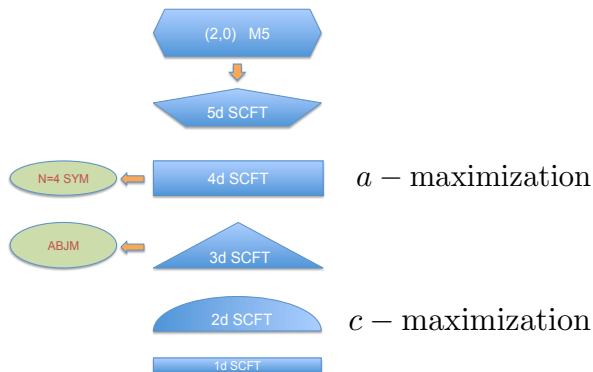 (2,0) M5
5d SCFT
N=4 SYM
4d SCFT
a − maximization
ABJM
3d SCFT
2d SCFT
c − maximization
1d SCFT